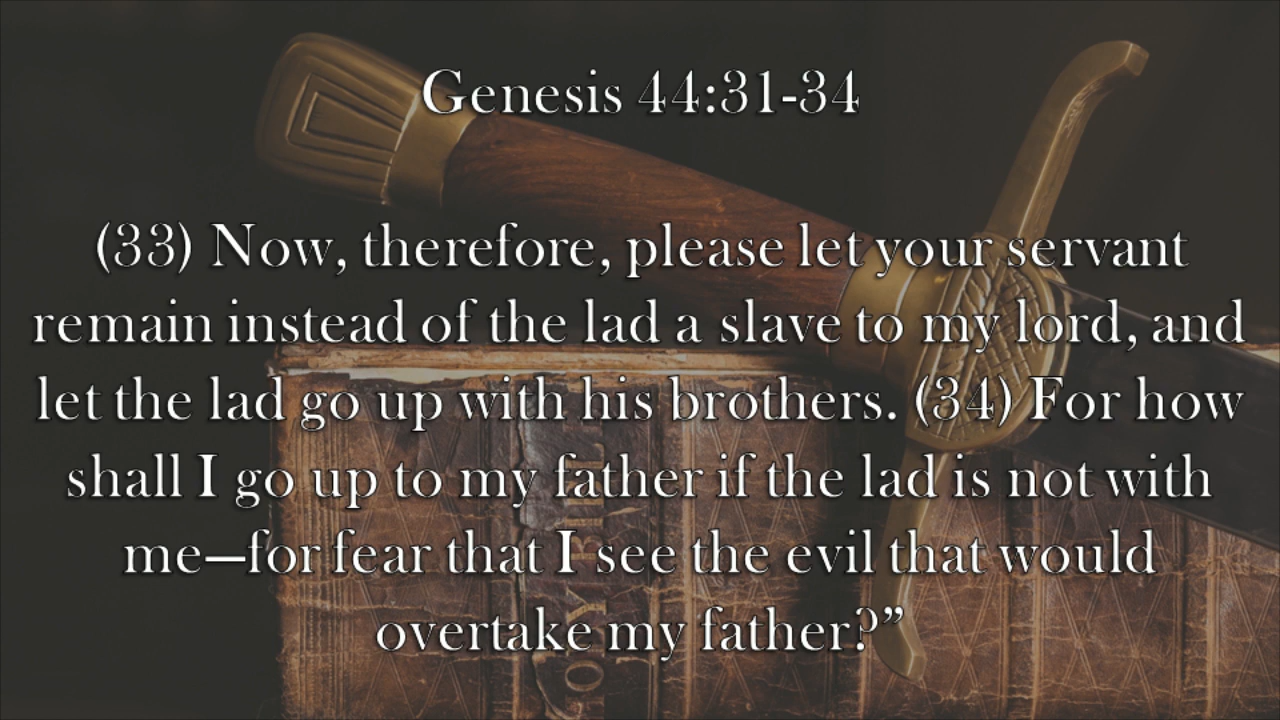 Genesis 44:31-34
(33) Now, therefore, please let your servant
remain instead of the lad a slave to my lord, and
let the lad go up with his brothers. (34) For how
shall I go up to my father if the lad is not with
me—for fear that I see the evil that would
overtake my father?”